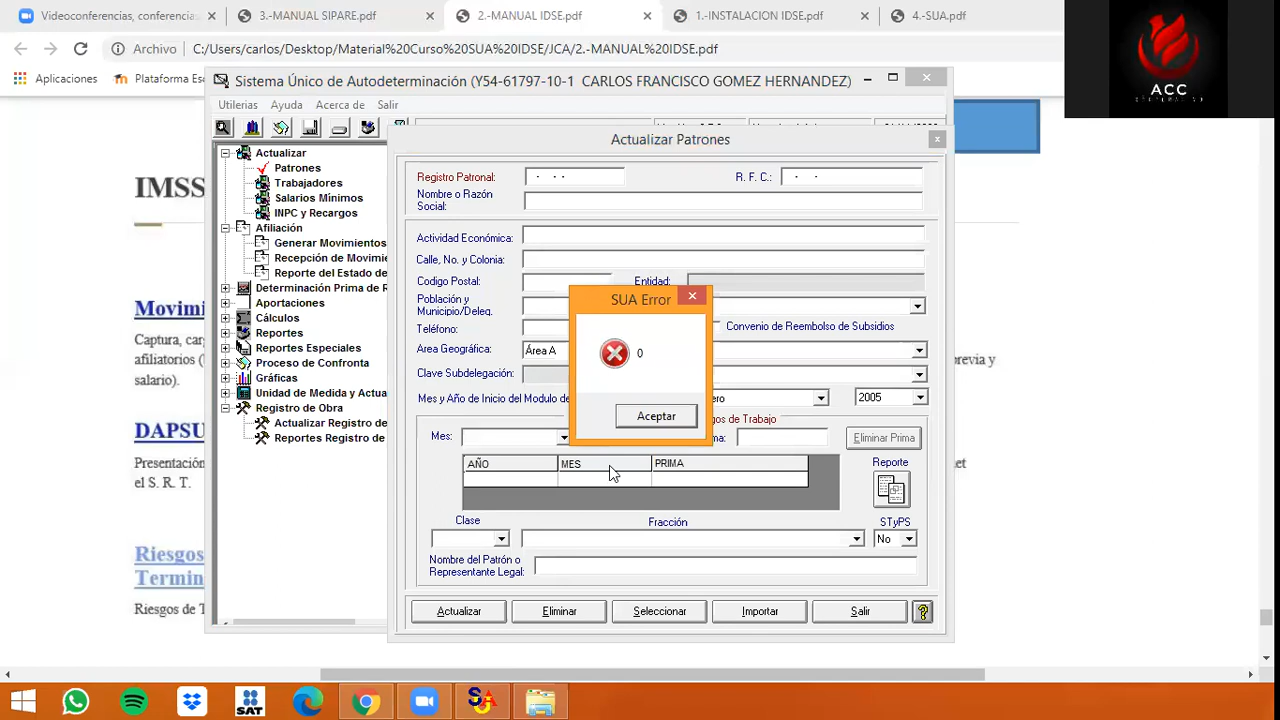 Videoconferencias, conferencia:
3.-MANUAL SIPARE.pdf
2.-MANUAL IDSE.pdf
1.-INSTALACION IDSE.pdf
4.-SUA.pdf
Archivo
C:/Users/carlos/Desktop/Material%20Curso%20SUA%20IDSE/JCA/2.-MANUAL%20IDSE.pdf
Aplicaciones
Plataforma Es
ACC
Sistema Único de Autodeterminación (Y54-61797-10-1 CARLOS FRANCISCO GOMEZ HERNANDEZ)
Utilerias Ayuda Acerca de Salir
Actualizar Patrones
Actualizar
Patrones
Trabajadores
Salarios Mínimos
INPC y Recargos
Afiliación
Generar Movimientos
Recepción de Movimie
Reporte del Estado de
Determinación Prima de R
Aportaciones
Cálculos
Reportes
Reportes Especiales
Proceso de Confronta
Gráficas
Unidad de Medida y Actua
Registro de Obra
Actualizar Registro de
Reportes Registro de
IMSS
Movimi
Captura, carg
afiliatorios (
salario).
DAPSU
Presentación
el S. R. T.
Riesgos
Termin
Riesgos de T
Registro Patronal
R. F. C.:
Nombre o Razón
Social:
Actividad Económica:
Calle, No. y Colonia:
Codigo Postal:
Entidad:
Población y
Municipio/Deleq.
Teléfono:
Convenio de Reembolso de Subsidios
Area Geográfica:
Área A
Clave Subdelegación:
Mes y Año de Inicio del Modulo de
ero
2005
gos de Trabajo
Mes:
ma:
Eliminar Prima
AÑO MES PRIMA
Reporte
Clase
Fracción
STyPS
No
Nombre del Patrón o
Representante Legal:
Actualizar Eliminar Seleccionar Importar Salir
SUA Error
0
Aceptar
previa y
et
SAT